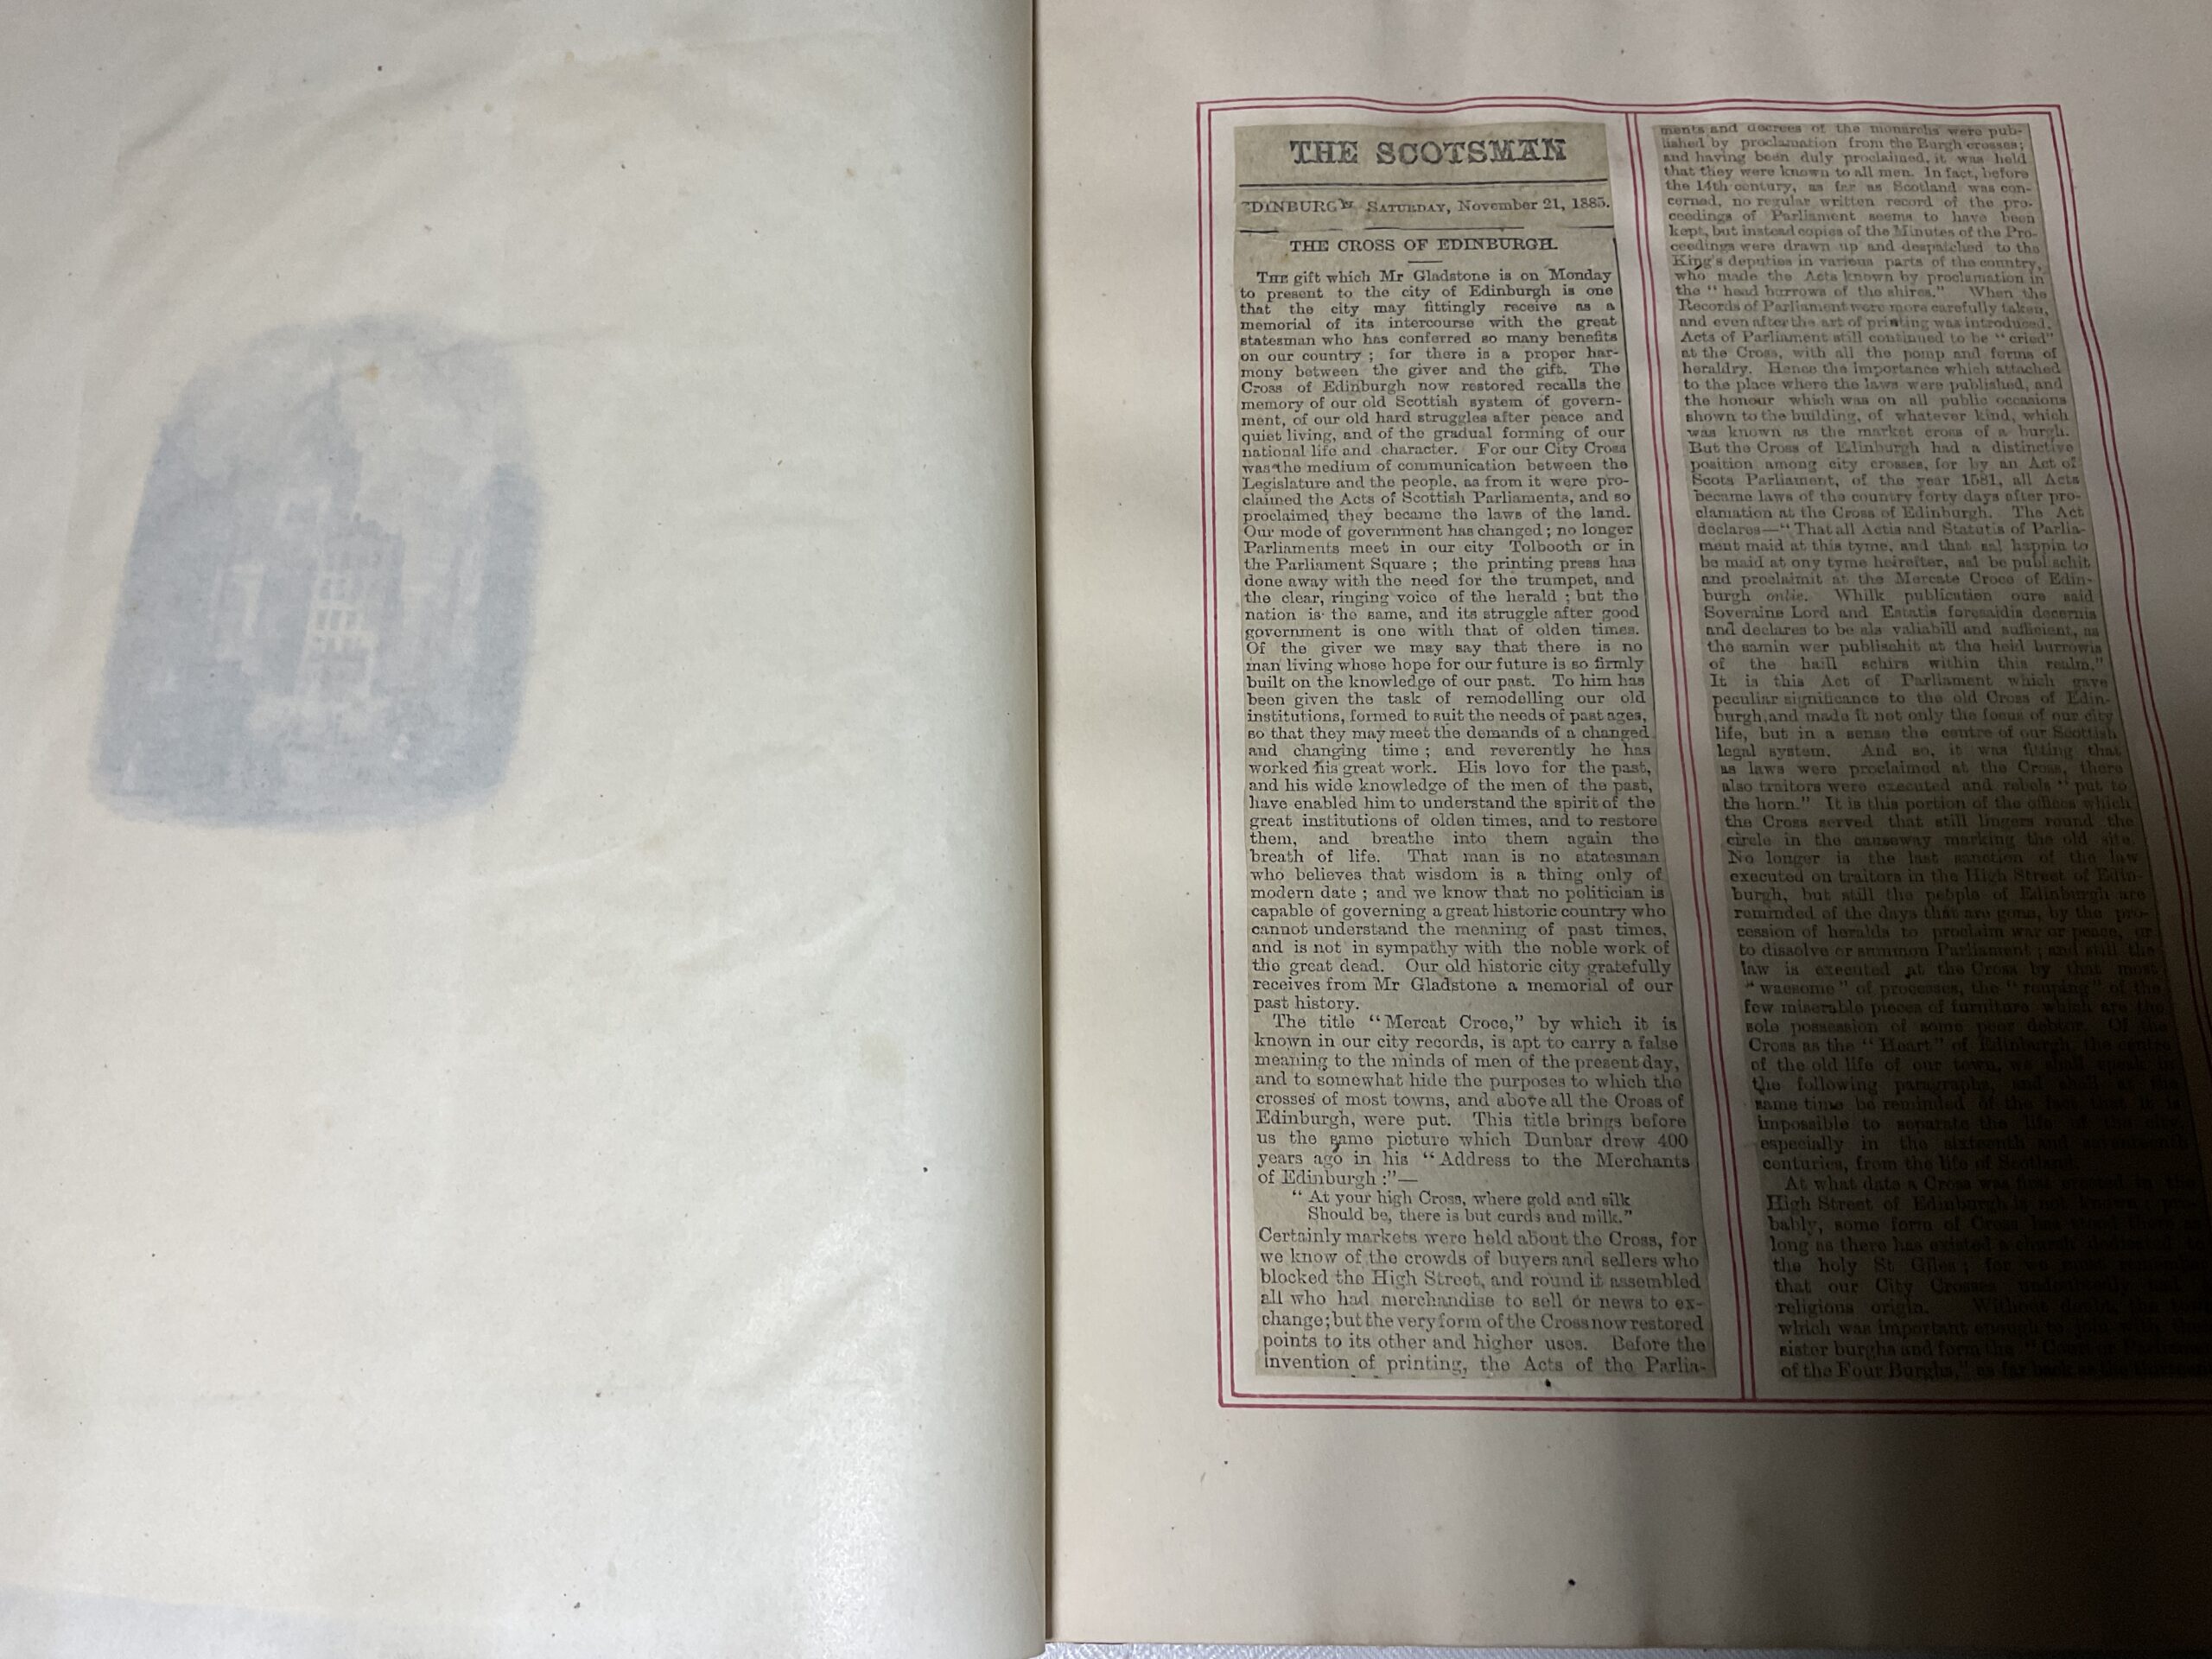 THE SCOTSMAN
EDINBURGH SATURDAY, November 21, 1885.
THE CROSS OF EDINBURGH.
THE gift which Mr Gladstone is on Monday
to present to the city of Edinburgh is one
that the city may fittingly receive as a
memorial of its intercourse with the great
statesman who has conferred so many benefits
on our country ; for there is a proper har-
mony between the giver and the gift. The
Cross of Edinburgh now restored recalls the
memory of our old Scottish system of govern-
ment, of our old hard struggles after peace and
quiet living, and of the gradual forming of our
national life and character. For our City Cross
was the medium of communication between the
Legislature and the people, as from it were pro-
claimed the Acts of Scottish Parliaments, and so
proclaimed they became the laws of the land.
Our mode of government has changed ; no longer
Parliaments meet in our city Tolbooth or in
the Parliament Square ; the printing press has
done away with the need for the trumpet, and
the clear, ringing voice of the herald ; but the
nation is the same, and its struggle after good
government is one with that of olden times.
Of the giver we may say that there is no
man living whose hope for our future is so firmly
built on the knowledge of our past. To him has
been given the task of remodelling our old
institutions, formed to suit the needs of past ages,
so that they may meet the demands of a changed
and changing time ; and reverently he has
worked his great work. His love for the past,
and his wide knowledge of the men of the past,
have enabled him to understand the spirit of the
great institutions of olden times, and to restore
them, and breathe into them again the
breath of life. That man is no statesman
who believes that wisdom is a thing only of
modern date ; and we know that no politician is
capable of governing a great historic country who
cannot understand the meaning of past times,
and is not in sympathy with the noble work of
the great dead. Our old historic city gratefully
receives from Mr Gladstone a memorial of our
past history.
The title "Mercat Croce," by which it is
known in our city records, is apt to carry a false
meaning to the minds of men of the present day,
and to somewhat hide the purposes to which the
crosses of most towns, and above all the Cross of
Edinburgh, were put. This title brings before
us the same picture which Dunbar drew 400
years ago in his "Address to the Merchants
of Edinburgh :"—
"At your high Cross, where gold and silk
Should be, there is but curds and milk."
Certainly markets were held about the Cross, for
we know of the crowds of buyers and sellers who
blocked the High Street, and round it assembled
all who had merchandise to sell or news to ex-
change; but the very form of the Cross now restored
points to its other and higher uses. Before the
invention of printing, the Acts of the Parlia-
ments and decrees of the monarchs were pub-
lished by proclamation from the Burgh crosses;
and having been duly proclaimed, it was held
that they were known to all men. In fact, before
the 14th century, as far as Scotland was con-
cerned, no regular written record of the pro-
ceedings of Parliament seems to have been
kept, but instead copies of the Minutes of the Pro-
ceedings were drawn up and despatched to the
King's deputies in various parts of the country,
who made the Acts known by proclamation in
the "head burrows of the shires." When the
Records of Parliament were more carefully taken,
and even after the art of printing was introduced,
Acts of Parliament still continued to be "cried"
at the Cross, with all the pomp and forms of
heraldry. Hence the importance which attached
to the place where the laws were published, and
the honour which was on all public occasions
shown to the building, of whatever kind, which
was known as the market cross of a burgh.
But the Cross of Edinburgh had a distinctive
position among city crosses, for by an Act of
Scots Parliament, of the year 1581, all Acts
became laws of the country forty days after pro-
clamation at the Cross of Edinburgh. The Act
declares—"That all Actis and Statutis of Parlia-
ment maid at this tyme, and that sal happin to
be maid at ony tyme heirefter, sal be publischit
and proclaimit at the Mercate Croce of Edin-
burgh onlie. Whilk publication oure said
Soveraine Lord and Estatis foresaidis decernis
and declares to be als valiabill and sufficient, as
the samin wer publischit at the heid burrowis
of the haill schirs within this realm."
It is this Act of Parliament which gave
peculiar significance to the old Cross of Edin-
burgh, and made it not only the focus of our city
life, but in a sense the centre of our Scottish
legal system. And so, it was fitting that
as laws were proclaimed at the Cross, there
also traitors were executed and rebels "put to
the horn." It is this portion of the offices which
the Cross served that still lingers round the
circle in the causeway marking the old site.
No longer is the last sanction of the law
executed on traitors in the High Street of Edin-
burgh, but still the people of Edinburgh are
reminded of the days that are gone, by the pro-
cession of heralds to proclaim war or peace, or
to dissolve or summon Parliament ; and still the
law is executed at the Cross by that most
"waesome" of processes, the "rouping" of the
few miserable pieces of furniture which are the
sole possession of some poor debtor. Of the
Cross as the "Heart" of Edinburgh, the centre
of the old life of our town, we shall speak in
the following paragraphs, and shall at the
same time be reminded of the fact that it is
impossible to separate the life of the city,
especially in the sixteenth and seventeenth
centuries, from the life of Scotland.
At what date a Cross was first erected in the
High Street of Edinburgh is not known ; pro-
bably, some form of Cross has
long as there has existed a church dedicated to
the holy St Giles ; for we
that our City Crosses
religious origin. Without doubt, the
which was important enough to join with
sister burghs and form the "Court of
of the Four Burghs," as far back as the